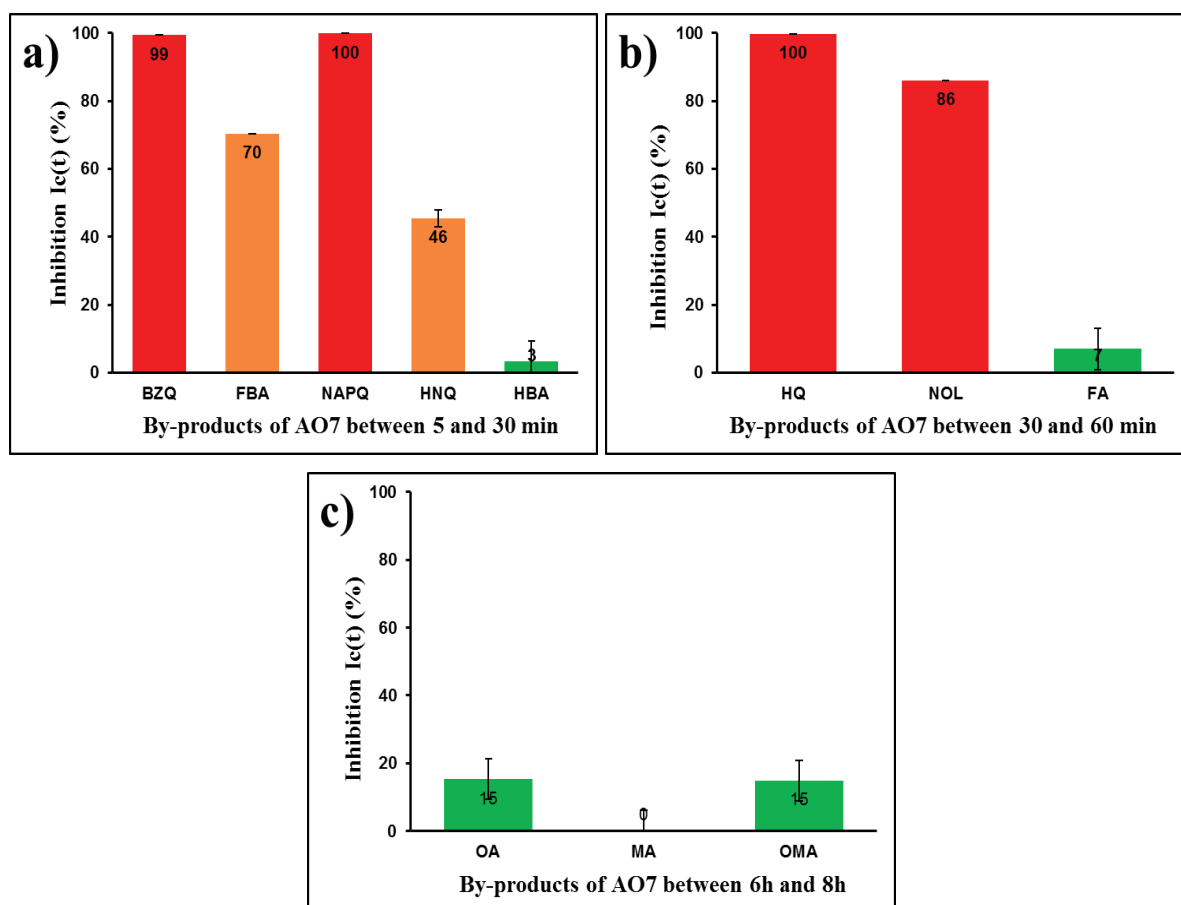 a)
Inhibition Ic(t) (%)
100
80
60
40
20
0
99
70
100
46
3
BZQ FBA NAPQ HNQ HBA
By-products of AO7 between 5 and 30 min
b)
Inhibition Ic(t) (%)
100
80
60
40
20
0
100
86
7
HQ NOL FA
By-products of AO7 between 30 and 60 min
c)
Inhibition Ic(t) (%)
100
80
60
40
20
0
15
0
15
OA MA OMA
By-products of AO7 between 6h and 8h